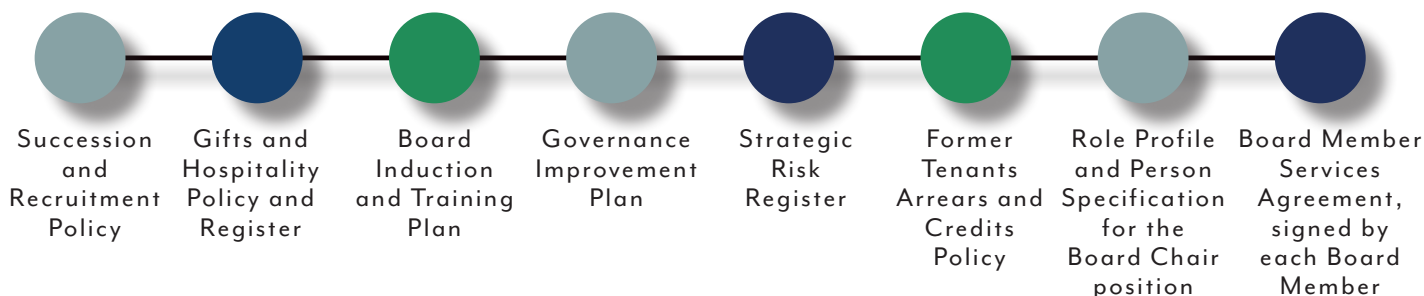 Succession
and
Recruitment
Policy
Gifts and
Hospitality
Policy and
Register
Board
Induction
and Training
Plan
Governance
Improvement
Plan
Strategic
Risk
Register
Former
Tenants
Arrears and
Credits
Policy
Role Profile
and Person
Specification
for the
Board Chair
position
Board Member
Services
Agreement,
signed by
each Board
Member